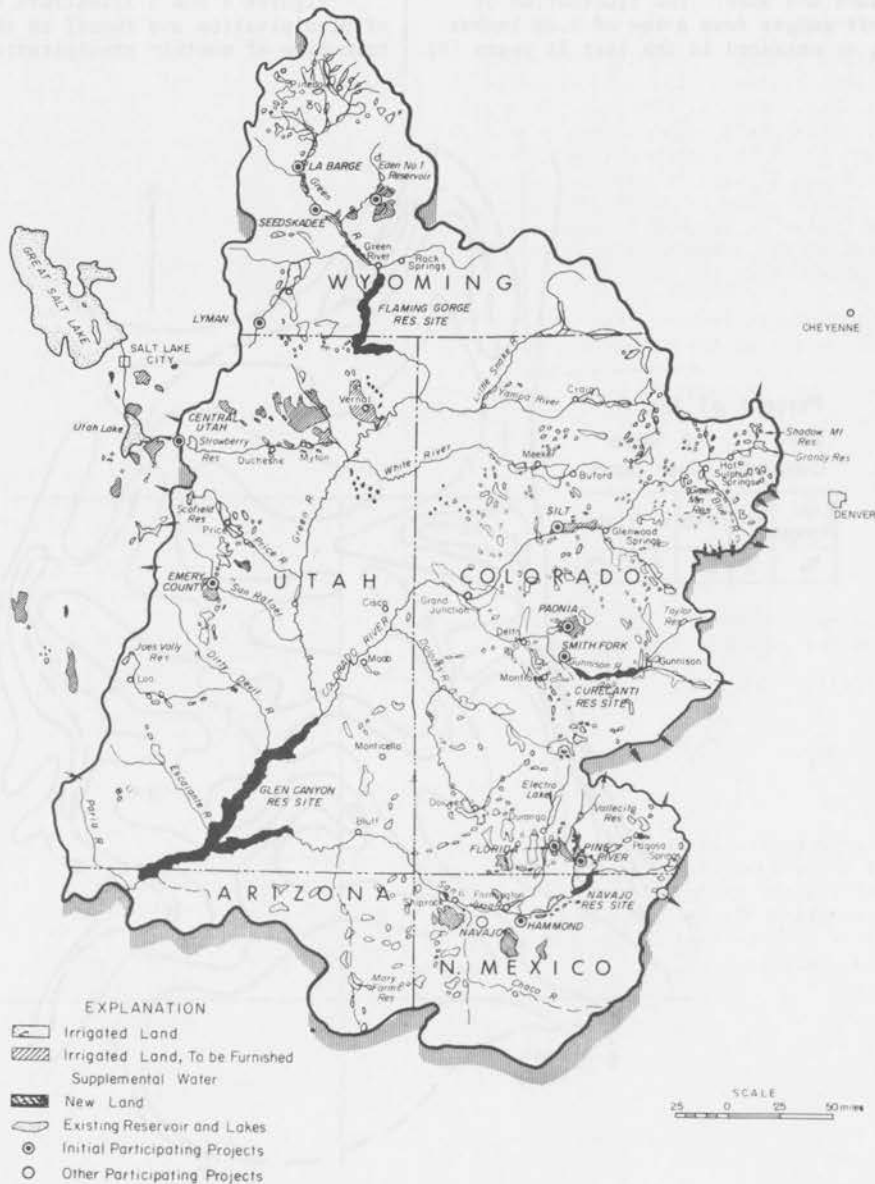 Pinedale
LA BARGE
Eden No. 1
Reservoir
Green
R.
SEEDSKADEE
Green
River
Rock
Springs
WYOMING
FLAMING GORGE
RES. SITE
LYMAN
GREAT SALT LAKE
CHEYENNE
SALT LAKE
CITY
Little Snake R.
Craig
Yampa River
Vernal
Utah Lake
CENTRAL
UTAH
Strawberry
Res
Duchesne
Myton
White River
Meeker
Buford
Shadow Mt
Res
Granby Res
Hot
Sulphur
Springs
Green
Mtn
Res
Blue R.
DENVER
Scofield
Res
Price
Price R.
Green R.
SILT
Glenwood
Springs
UTAH
COLORADO
EMERY
COUNTY
San Rafael
Cisco
Grand
Junction
PAONIA
Taylor
Res
Delta
SMITH FORK
Gunnison R
Gunnison
Joes Vally
Res
Loa
Dirty Devil R.
COLORADO RIVER
Moab
Dolores R.
CURECANTI
RES SITE
Monticello
Escalante R.
GLEN CANYON
RES SITE
Paria R.
Electra
Lake
Vallecito
Res
Durango
Bluff
FLORIDA
PINE
RIVER
Pagosa
Springs
ARIZONA
NAVAJO
RES SITE
Shiprock
San
Farmington
NAVAJO
HAMMOND
N. MEXICO
Many
Farms
Res
Chaco R.
EXPLANATION
Irrigated Land
Irrigated Land, To be Furnished
Supplemental Water
New Land
Existing Reservoir and Lakes
Initial Participating Projects
Other Participating Projects
SCALE
25 0 25 50 miles